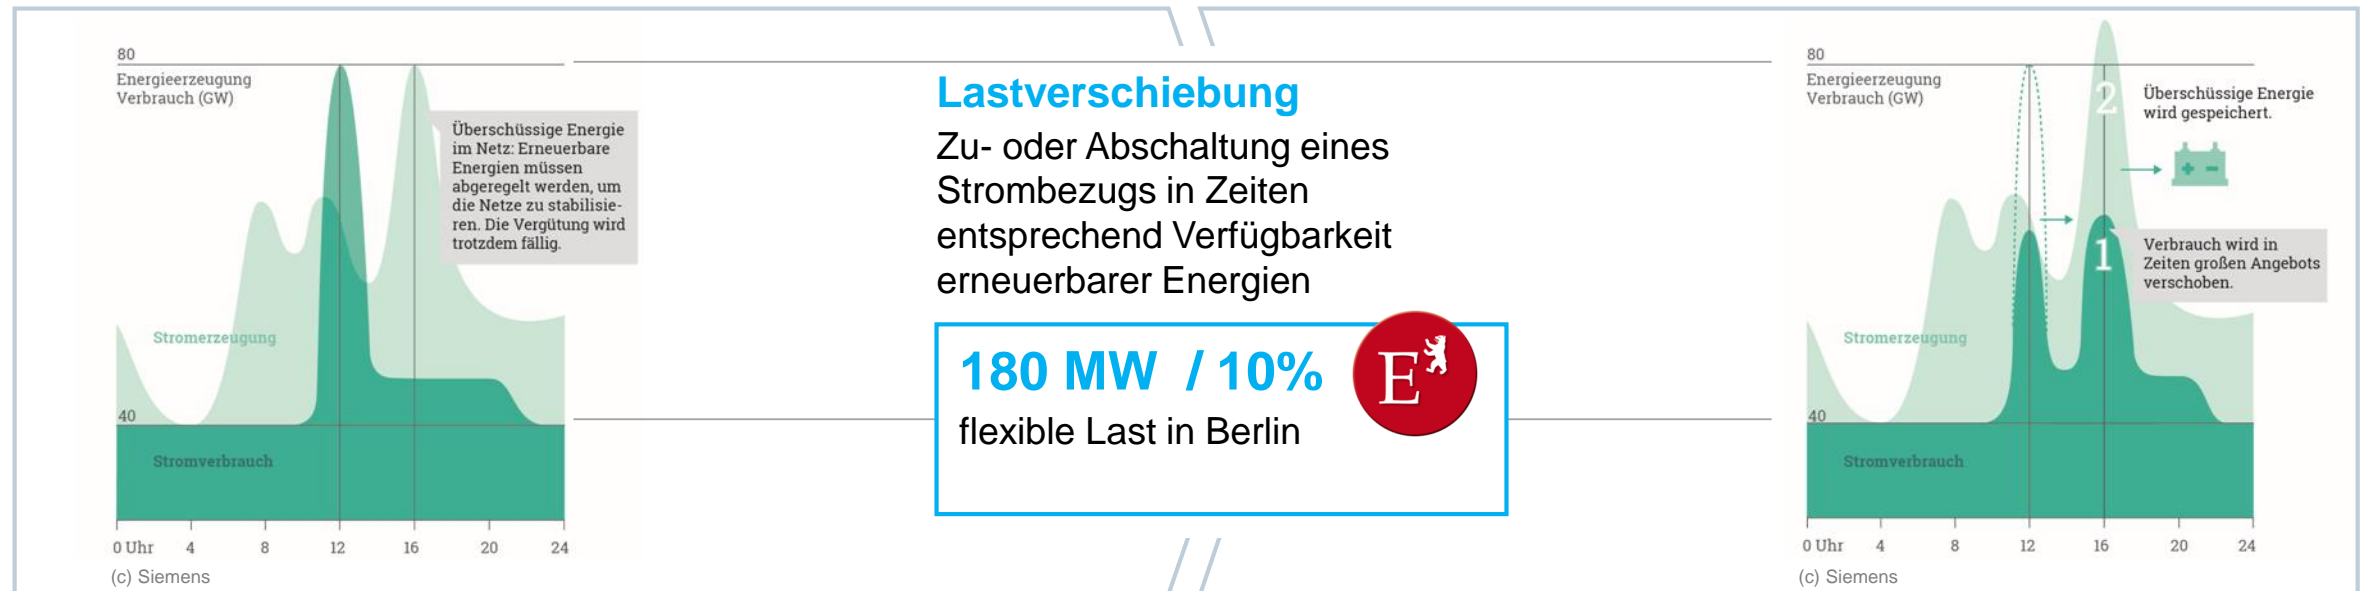 80
Energieerzeugung
Verbrauch (GW)
Überschüssige Energie
im Netz: Erneuerbare
Energien müssen
abgeregelt werden, um
die Netze zu stabilisie-
ren. Die Vergütung wird
trotzdem fällig.
Stromerzeugung
40
Stromverbrauch
0 Uhr 4 8 12 16 20 24
(c) Siemens
Lastverschiebung
Zu- oder Abschaltung eines
Strombezugs in Zeiten
entsprechend Verfügbarkeit
erneuerbarer Energien
180 MW / 10%
E
flexible Last in Berlin
80
Energieerzeugung
Verbrauch (GW)
2
Überschüssige Energie
wird gespeichert.
+ -
1
Verbrauch wird in
Zeiten großen Angebots
verschoben.
Stromerzeugung
40
Stromverbrauch
0 Uhr 4 8 12 16 20 24
(c) Siemens